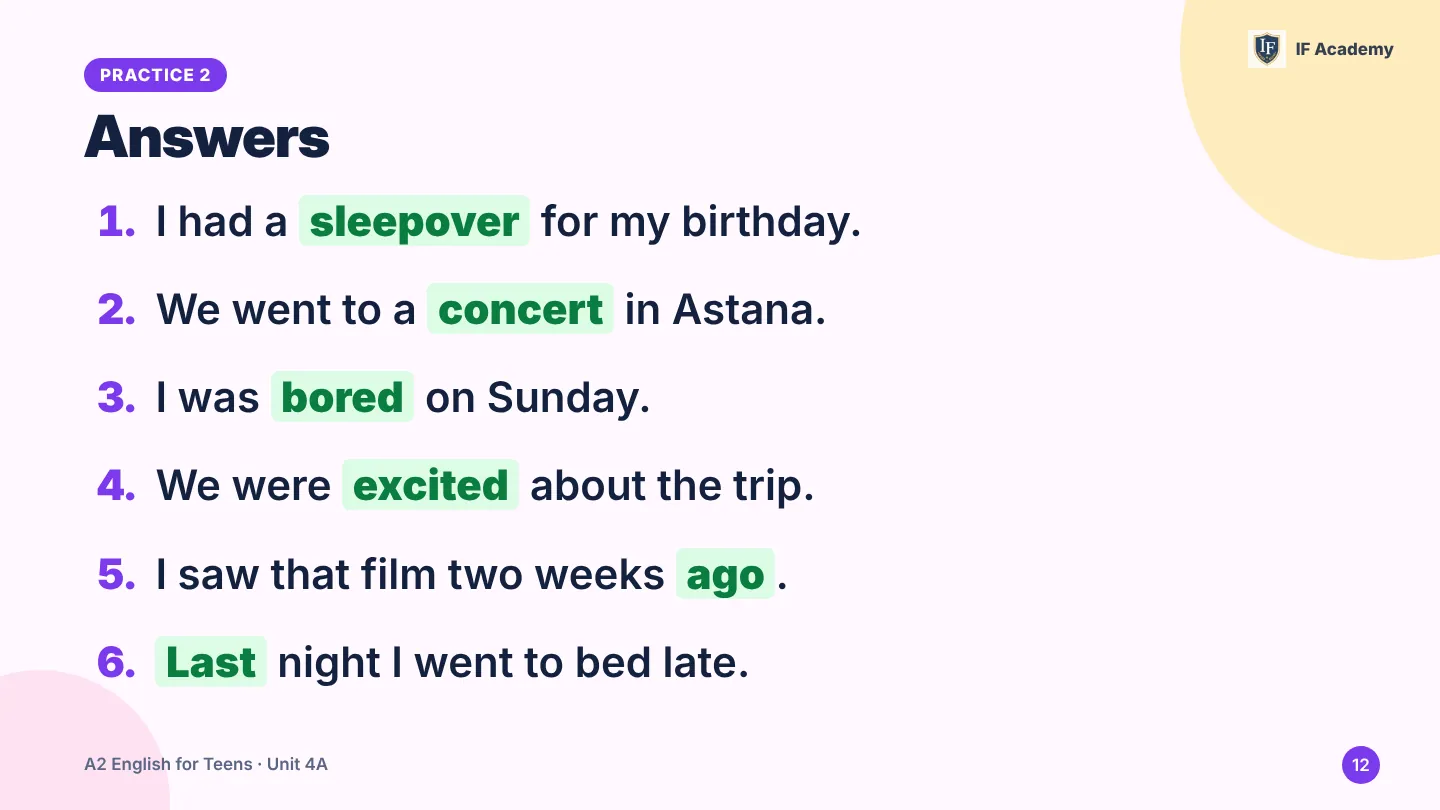 IF
IF Academy
PRACTICE 2
Answers
1. I had a sleepover for my birthday.
2. We went to a concert in Astana.
3. I was bored on Sunday.
4. We were excited about the trip.
5. I saw that film two weeks ago.
6. Last night I went to bed late.
A2 English for Teens · Unit 4A
12